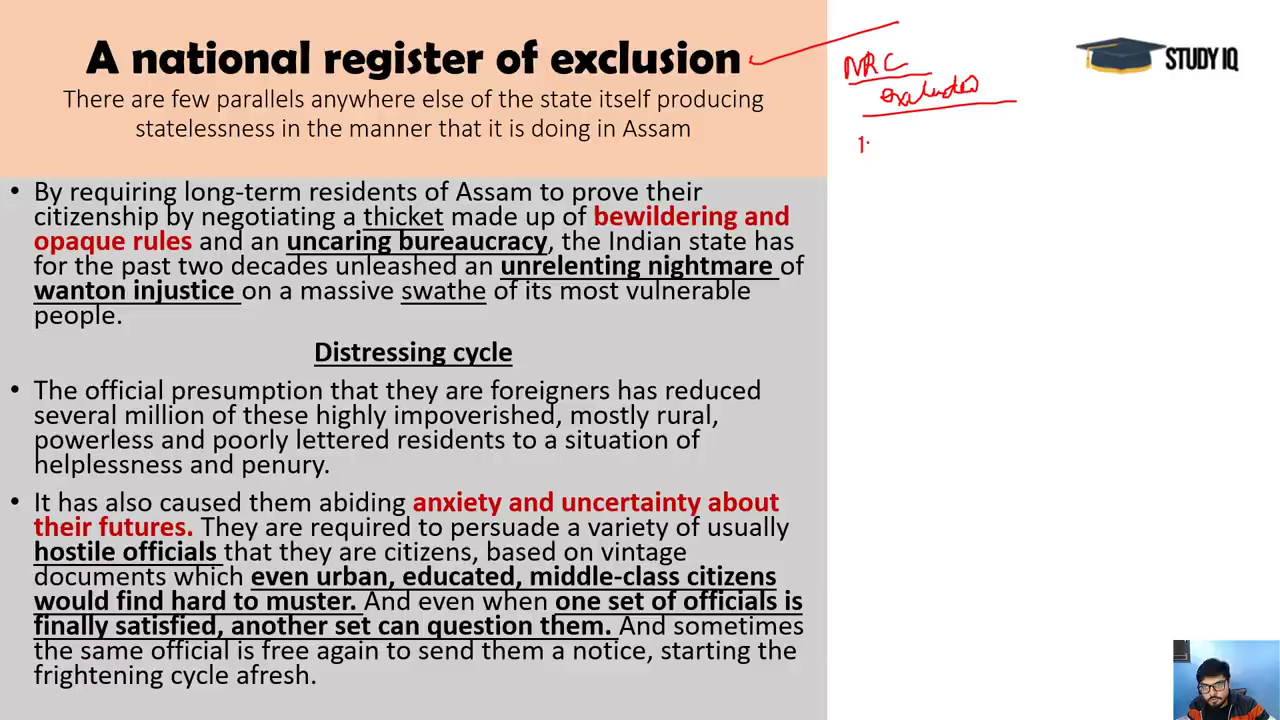 A national register of exclusion
There are few parallels anywhere else of the state itself producing
statelessness in the manner that it is doing in Assam
NRC
STUDY IQ
• By requiring long-term residents of Assam to prove their
citizenship by negotiating a thicket made up of bewildering and
opaque rules and an uncaring bureaucracy, the Indian state has
for the past two decades unleashed an unrelenting nightmare of
wanton injustice on a massive swathe of its most vulnerable
people.
Distressing cycle
• The official presumption that they are foreigners has reduced
several million of these highly impoverished, mostly rural,
powerless and poorly lettered residents to a situation of
helplessness and penury.
• It has also caused them abiding anxiety and uncertainty about
their futures. They are required to persuade a variety of usually
hostile officials that they are citizens, based on vintage
documents which even urban, educated, middle-class citizens
would find hard to muster. And even when one set of officials is
finally satisfied, another set can question them. And sometimes
the same official is free again to send them a notice, starting the
frightening cycle afresh.